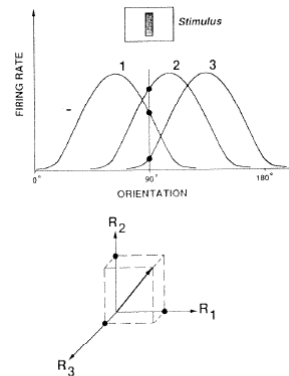 Stimulus
FIRING RATE
1 2 3
0° 90° 180°
ORIENTATION
R2
R1
R3